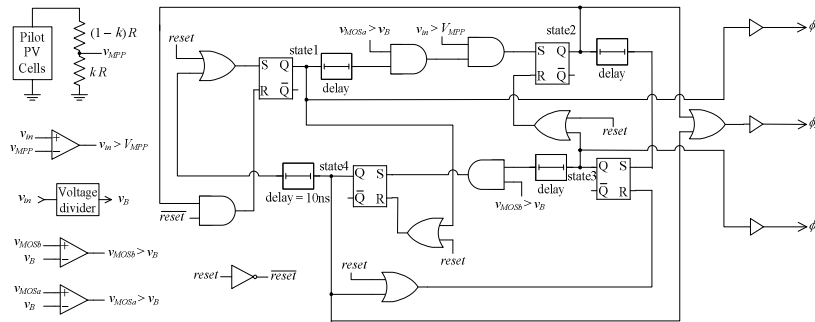 Pilot
PV
Cells
(1 − k) R
v_MPP
k R
v_in
v_MPP
+
−
v_in > V_MPP
v_in
Voltage
divider
v_B
v_MOSb
v_B
+
−
v_MOSb > v_B
v_MOSa
v_B
+
−
v_MOSa > v_B
reset
state1
S Q
R Q̅
delay
v_MOSa > v_B
v_in > V_MPP
state2
S Q
R Q̅
delay
reset
ϕ
ϕ
ϕ
state4
delay = 10ns
Q S
Q̅ R
v_MOSb > v_B
delay
state3
Q S
Q̅ R
reset̅
reset
reset
reset
reset̅